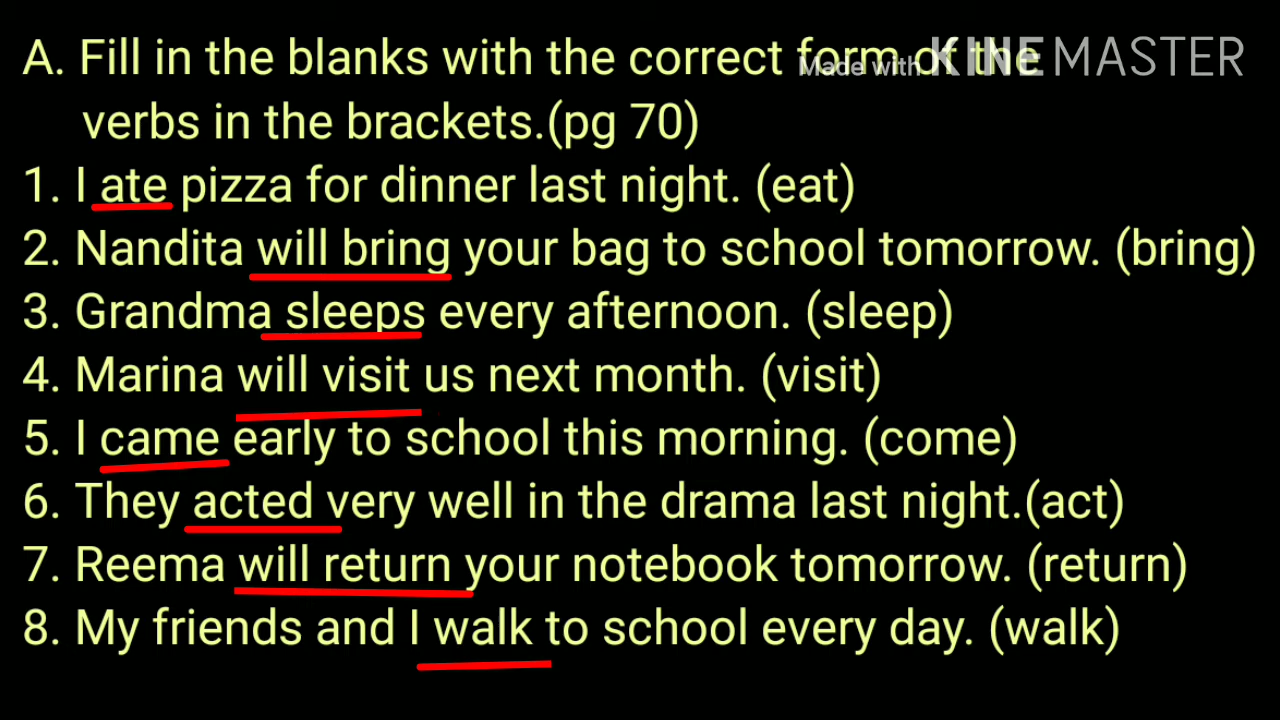 A. Fill in the blanks with the correct form of the
Made with KINEMASTER
verbs in the brackets.(pg 70)
1. I ate pizza for dinner last night. (eat)
2. Nandita will bring your bag to school tomorrow. (bring)
3. Grandma sleeps every afternoon. (sleep)
4. Marina will visit us next month. (visit)
5. I came early to school this morning. (come)
6. They acted very well in the drama last night.(act)
7. Reema will return your notebook tomorrow. (return)
8. My friends and I walk to school every day. (walk)